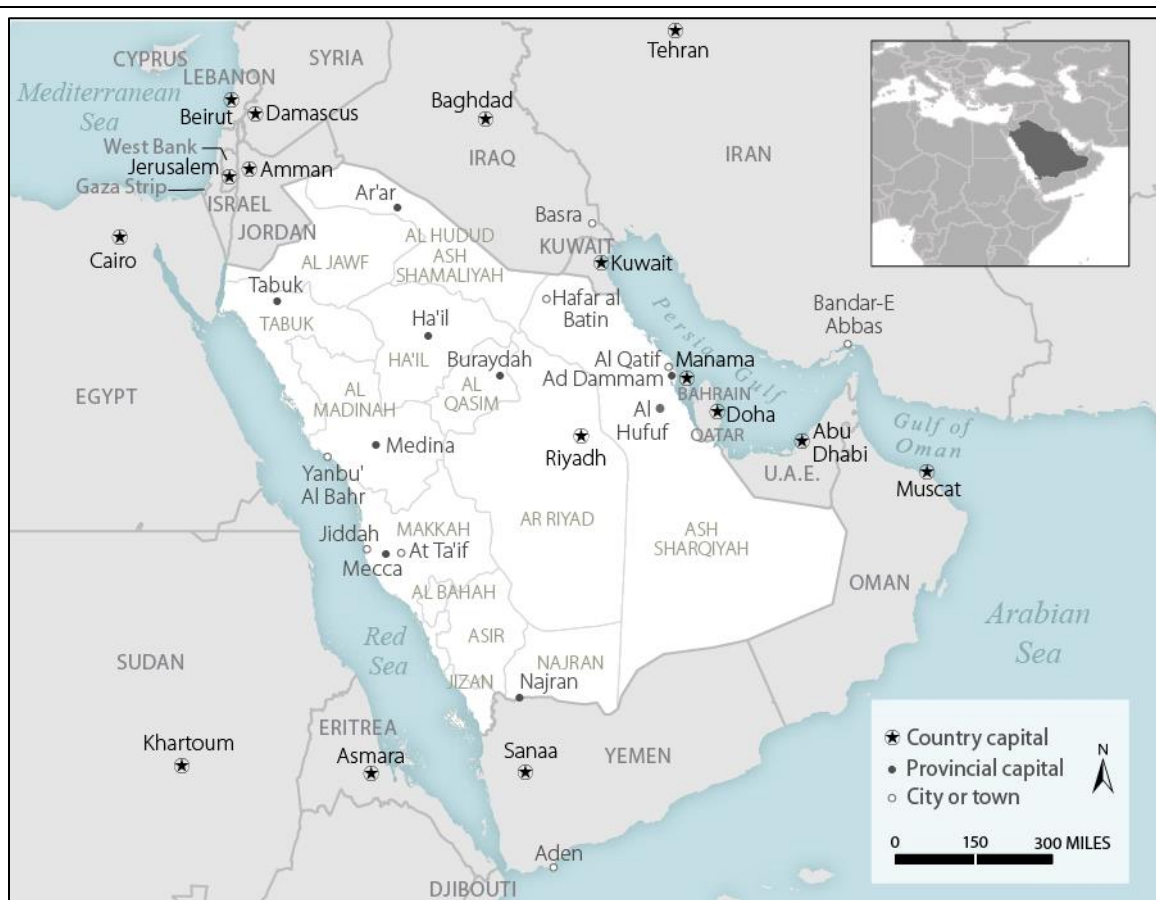 Tehran
CYPRUS
SYRIA
LEBANON
Mediterranean
Sea
Beirut
Damascus
Baghdad
West Bank
Jerusalem
Amman
Gaza Strip
ISRAEL
JORDAN
IRAQ
IRAN
Ar'ar
Basra
KUWAIT
Kuwait
Cairo
AL HUDUD
ASH
SHAMALIYAH
AL JAWF
Tabuk
TABUK
Hafar al
Batin
Bandar-E
Abbas
Persian Gulf
Ha'il
HA'IL
Buraydah
AL
QASIM
Al Qatif
Manama
Ad Dammam
BAHRAIN
Al
Hufuf
Doha
QATAR
EGYPT
AL
MADINAH
Medina
Riyadh
Abu
Dhabi
U.A.E.
Gulf of
Oman
Muscat
Yanbu'
Al Bahr
Jiddah
MAKKAH
At Ta'if
Mecca
AR RIYAD
ASH
SHARQIYAH
AL BAHAH
OMAN
ASIR
Red
Sea
Arabian
Sea
SUDAN
JIZAN
NAJRAN
Najran
ERITREA
Khartoum
Asmara
Sanaa
YEMEN
Aden
DJIBOUTI
Country capital
Provincial capital
City or town
N
0 150 300 MILES